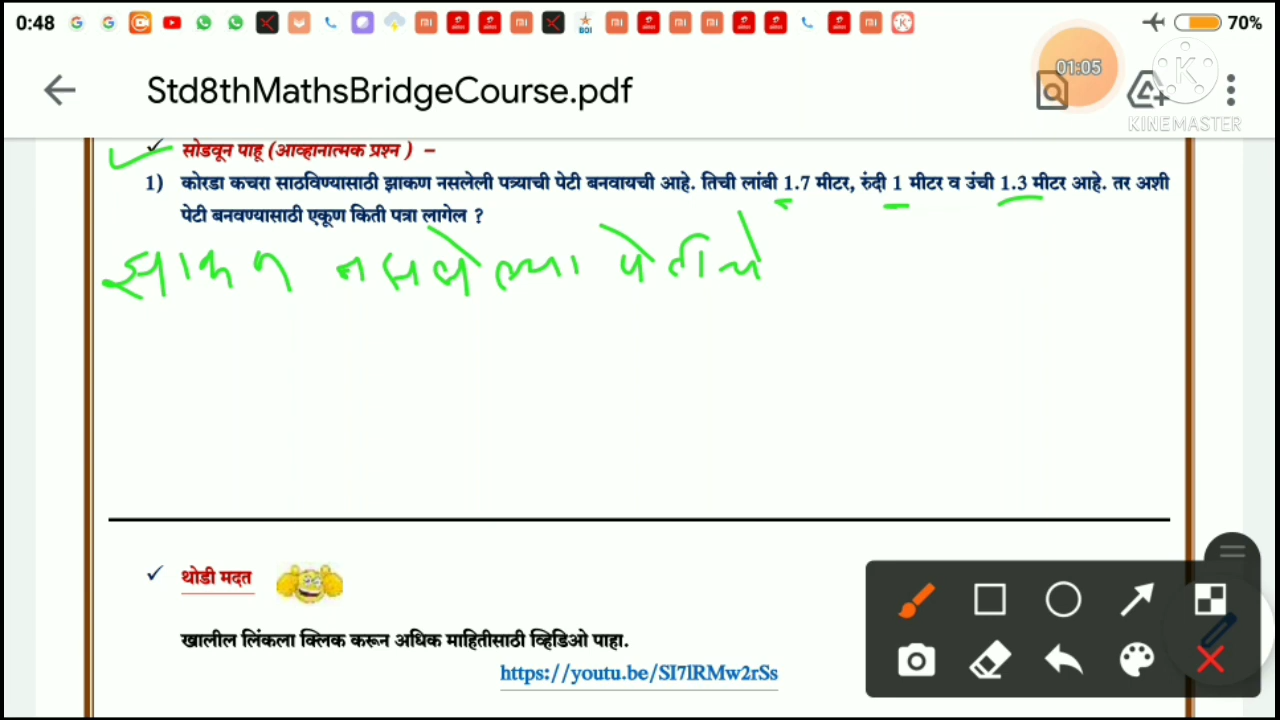 0:48
70%
01:05
Std8thMathsBridgeCourse.pdf
KINEMASTER
✓ सोडवून पाहू (आव्हानात्मक प्रश्न ) –
1) कोरडा कचरा साठविण्यासाठी झाकण नसलेली पत्र्याची पेटी बनवायची आहे. तिची लांबी 1.7 मीटर, रुंदी 1 मीटर व उंची 1.3 मीटर आहे. तर अशी
पेटी बनवण्यासाठी एकूण किती पत्रा लागेल ?
झाकण नसलेल्या पेटीचे
✓ थोडी मदत
खालील लिंकला क्लिक करून अधिक माहितीसाठी व्हिडिओ पाहा.
https://youtu.be/SI7lRMw2rSs